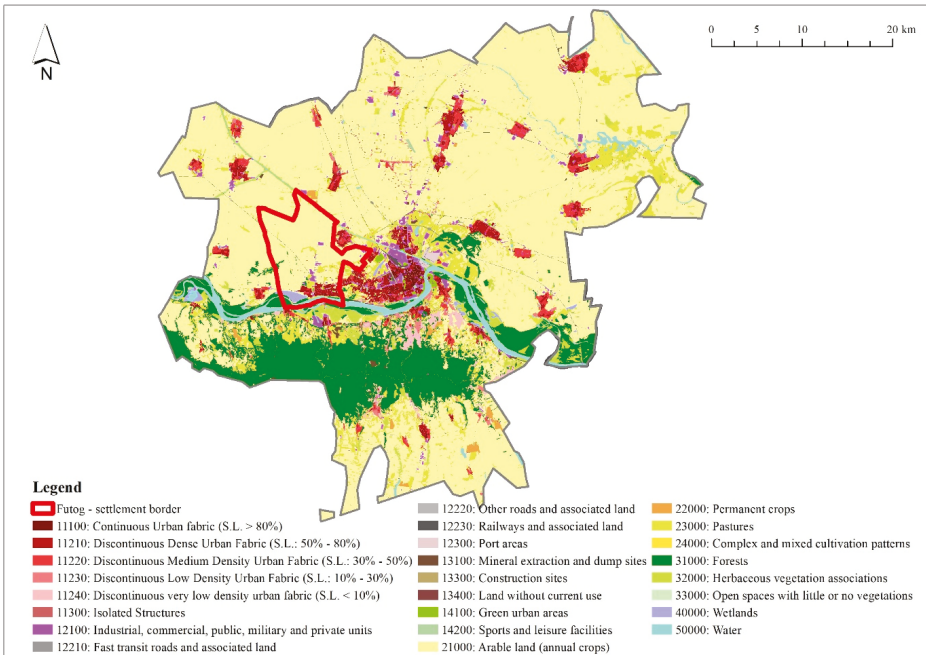 0 5 10 20 km
N
Legend
Futog - settlement border
11100: Continuous Urban fabric (S.L. > 80%)
11210: Discontinuous Dense Urban Fabric (S.L.: 50% - 80%)
11220: Discontinuous Medium Density Urban Fabric (S.L.: 30% - 50%)
11230: Discontinuous Low Density Urban Fabric (S.L.: 10% - 30%)
11240: Discontinuous very low density urban fabric (S.L. < 10%)
11300: Isolated Structures
12100: Industrial, commercial, public, military and private units
12210: Fast transit roads and associated land
12220: Other roads and associated land
12230: Railways and associated land
12300: Port areas
13100: Mineral extraction and dump sites
13300: Construction sites
13400: Land without current use
14100: Green urban areas
14200: Sports and leisure facilities
21000: Arable land (annual crops)
22000: Permanent crops
23000: Pastures
24000: Complex and mixed cultivation patterns
31000: Forests
32000: Herbaceous vegetation associations
33000: Open spaces with little or no vegetations
40000: Wetlands
50000: Water